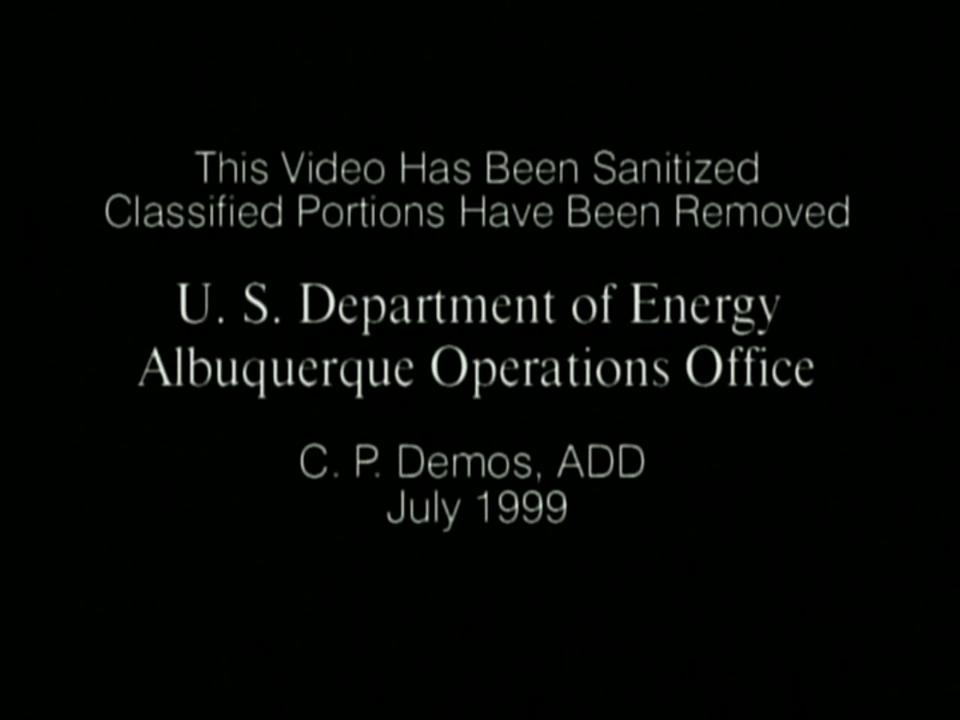 This Video Has Been Sanitized
Classified Portions Have Been Removed
U. S. Department of Energy
Albuquerque Operations Office
C. P. Demos, ADD
July 1999